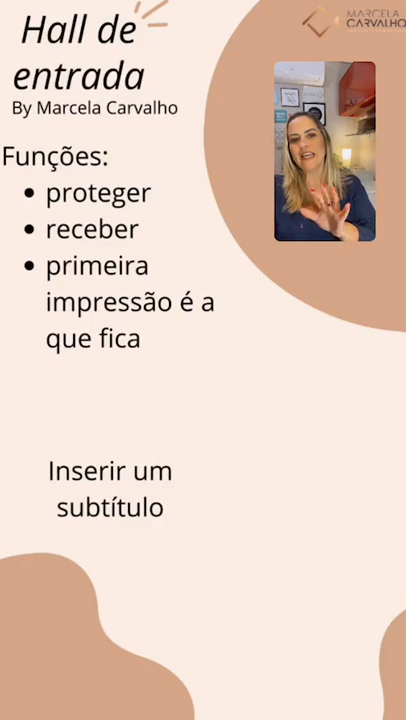 Hall de
entrada
By Marcela Carvalho
MARCELA
CARVALHO
Funções:
• proteger
• receber
• primeira
impressão é a
que fica
Inserir um
subtítulo